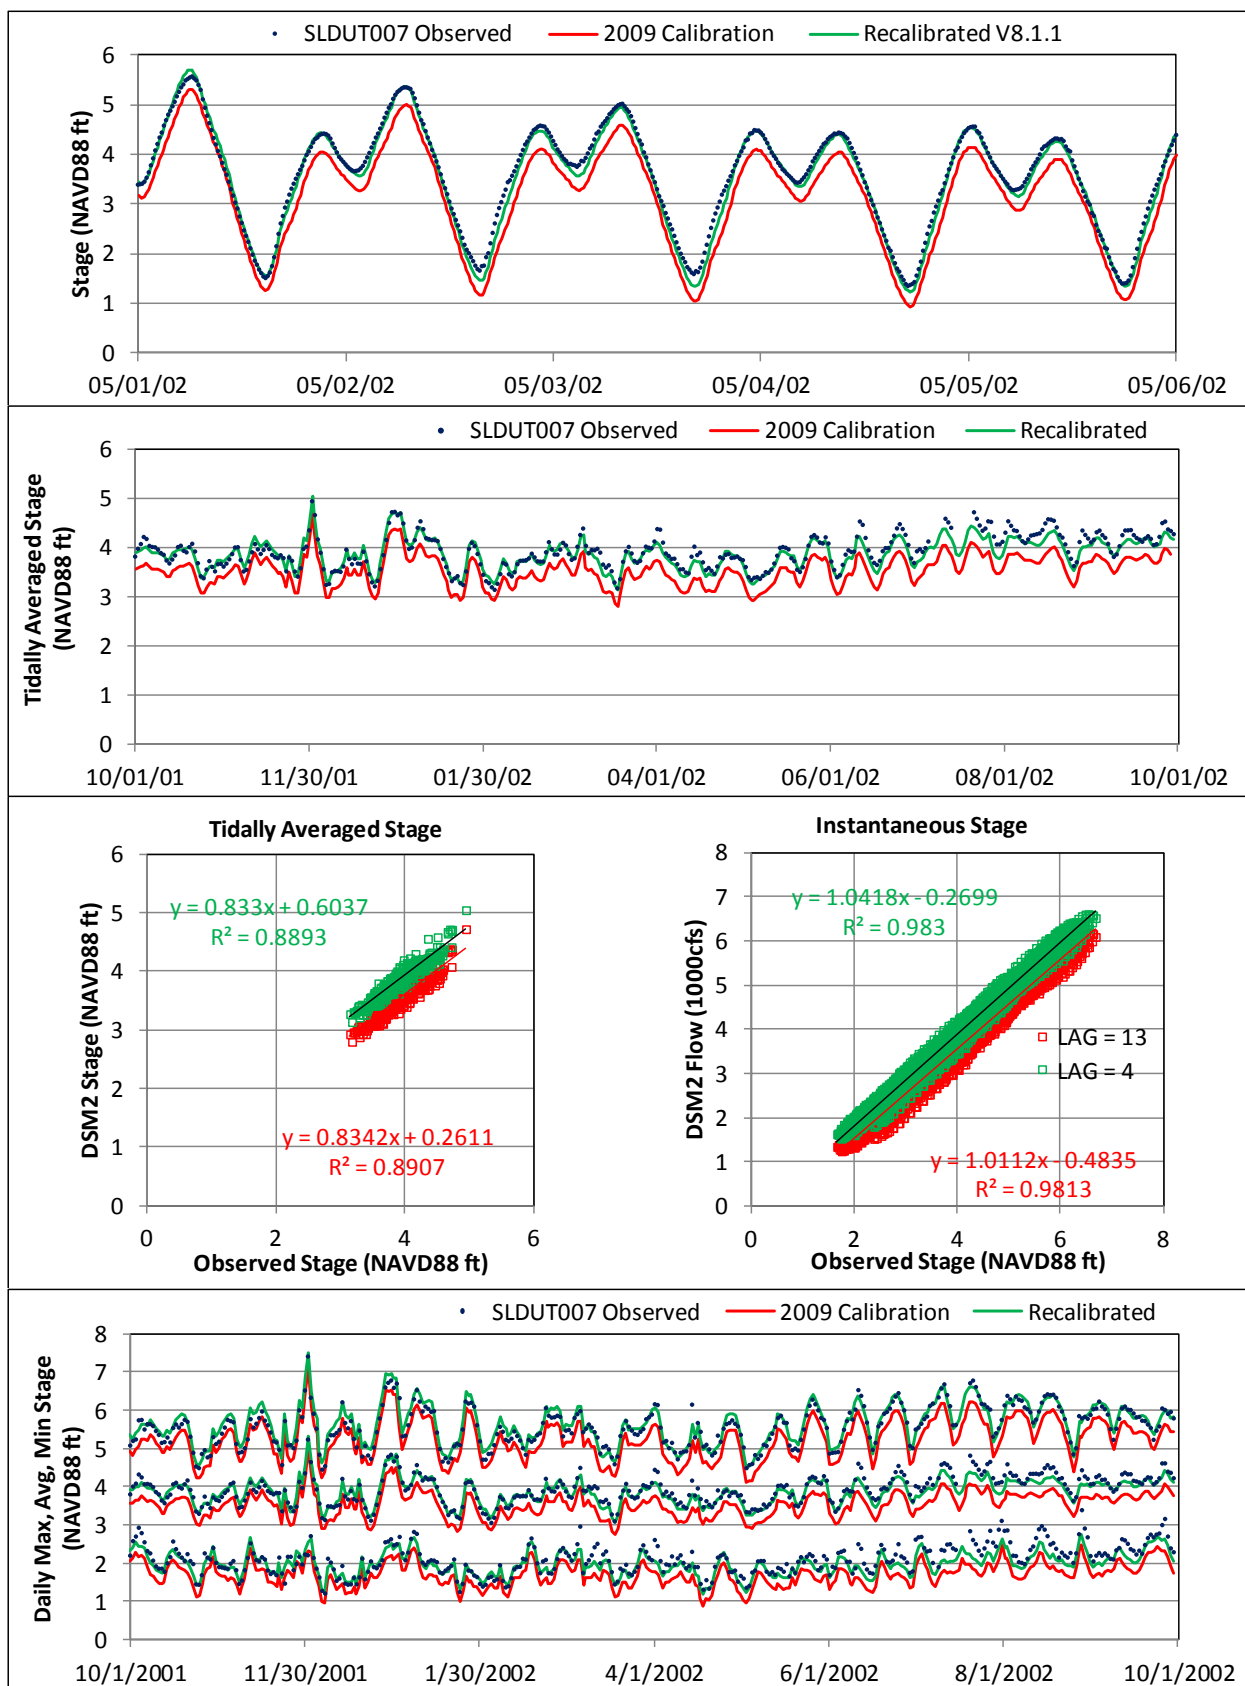 SLDUT007 Observed 2009 Calibration Recalibrated V8.1.1
Stage (NAVD88 ft)
6
5
4
3
2
1
0
05/01/02 05/02/02 05/03/02 05/04/02 05/05/02 05/06/02
SLDUT007 Observed 2009 Calibration Recalibrated
Tidally Averaged Stage
(NAVD88 ft)
6
5
4
3
2
1
0
10/01/01 11/30/01 01/30/02 04/01/02 06/01/02 08/01/02 10/01/02
Tidally Averaged Stage
DSM2 Stage (NAVD88 ft)
6
5
4
3
2
1
0
y = 0.833x + 0.6037
R² = 0.8893
y = 0.8342x + 0.2611
R² = 0.8907
0 2 4 6
Observed Stage (NAVD88 ft)
Instantaneous Stage
DSM2 Flow (1000cfs)
8
7
6
5
4
3
2
1
0
y = 1.0418x - 0.2699
R² = 0.983
LAG = 13
LAG = 4
y = 1.0112x - 0.4835
R² = 0.9813
0 2 4 6 8
Observed Stage (NAVD88 ft)
SLDUT007 Observed 2009 Calibration Recalibrated
Daily Max, Avg, Min Stage
(NAVD88 ft)
8
7
6
5
4
3
2
1
0
10/1/2001 11/30/2001 1/30/2002 4/1/2002 6/1/2002 8/1/2002 10/1/2002